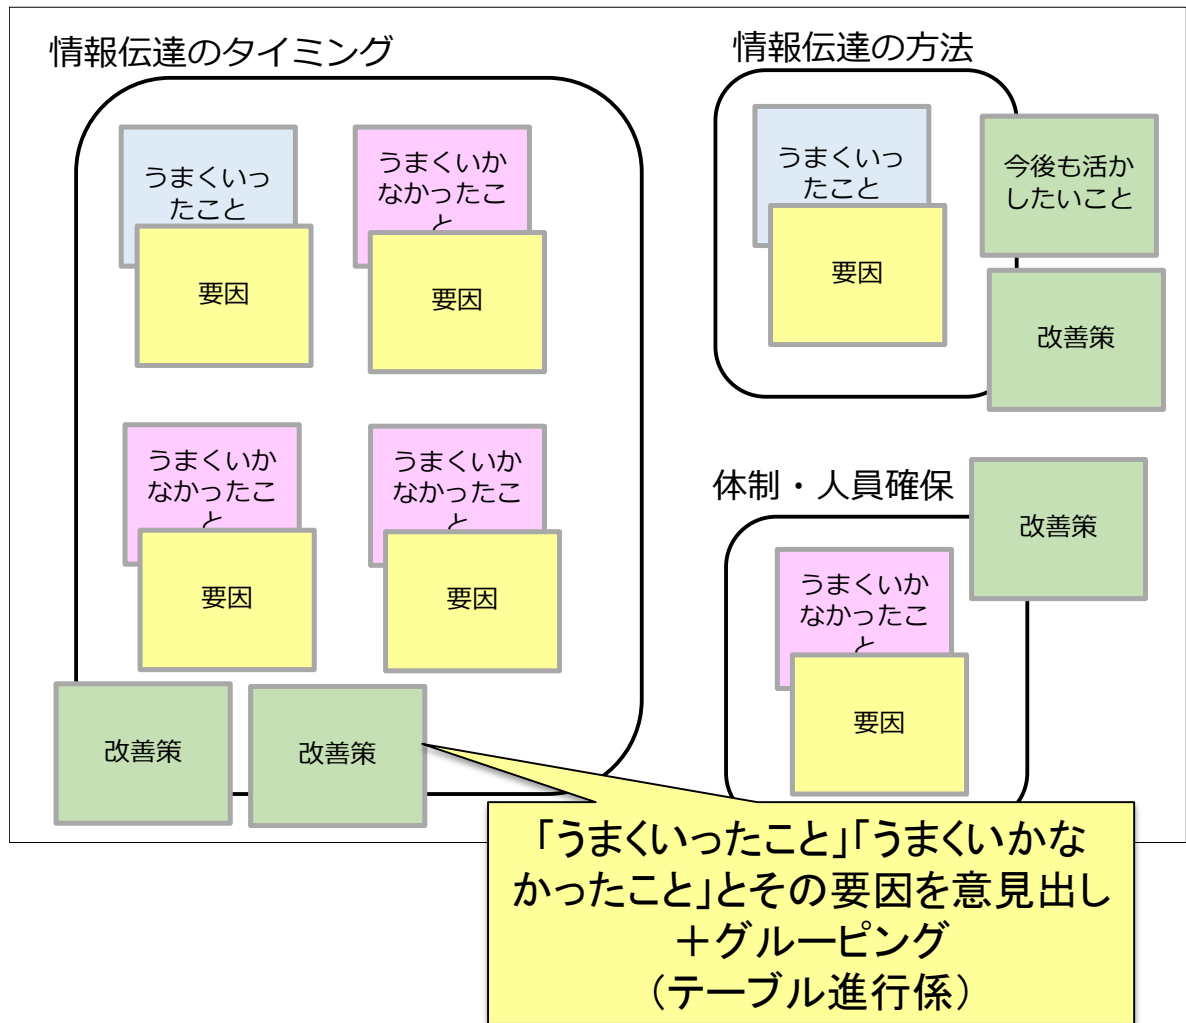 情報伝達のタイミング
うまくいっ
たこと
要因
うまくいか
なかったこ
と
要因
うまくいか
なかったこ
と
要因
うまくいか
なかったこ
と
要因
改善策
改善策
情報伝達の方法
うまくいっ
たこと
要因
今後も活か
したいこと
改善策
体制・人員確保
改善策
うまくいか
なかったこ
と
要因
「うまくいったこと」「うまくいかな
かったこと」とその要因を意見出し
＋グルーピング
（テーブル進行係）